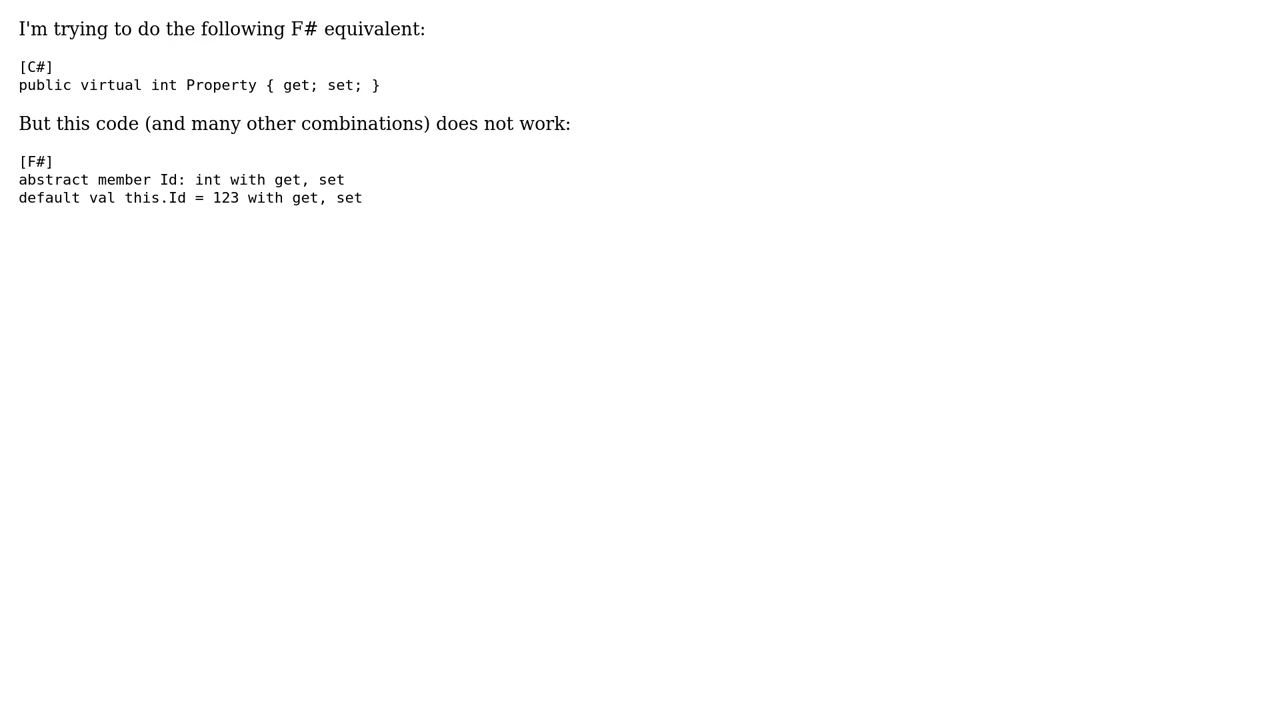 I'm trying to do the following F# equivalent:
[C#]
public virtual int Property { get; set; }
But this code (and many other combinations) does not work:
[F#]
abstract member Id: int with get, set
default val this.Id = 123 with get, set